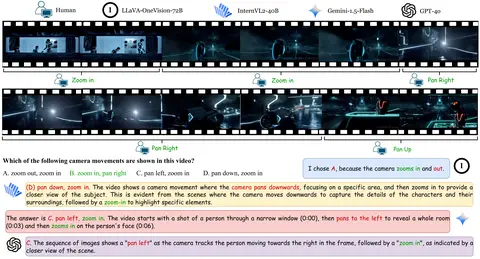 Human
LLaVA-OneVision-72B
InternVL2-40B
Gemini-1.5-Flash
GPT-4o
Zoom in
Zoom in
Pan Right
Pan Right
Pan Up
Which of the following camera movements are shown in this video?
A. zoom out, zoom in B. zoom in, pan right C. pan left, zoom in D. pan down, zoom in
I chose A, because the camera zooms in and out.
(D) pan down, zoom in. The video shows a camera movement where the camera pans downwards, focusing on a specific area, and then zooms in to provide a
closer view of the subject. This is evident from the scenes where the camera moves downwards to capture the details of the characters and their
surroundings, followed by a zoom-in to highlight specific elements.
The answer is C. pan left, zoom in. The video starts with a shot of a person through a narrow window (0:00), then pans to the left to reveal a whole room
(0:03) and then zooms in on the person's face (0:06).
C. The sequence of images shows a "pan left" as the camera tracks the person moving towards the right in the frame, followed by a "zoom in", as indicated by a
closer view of the scene.